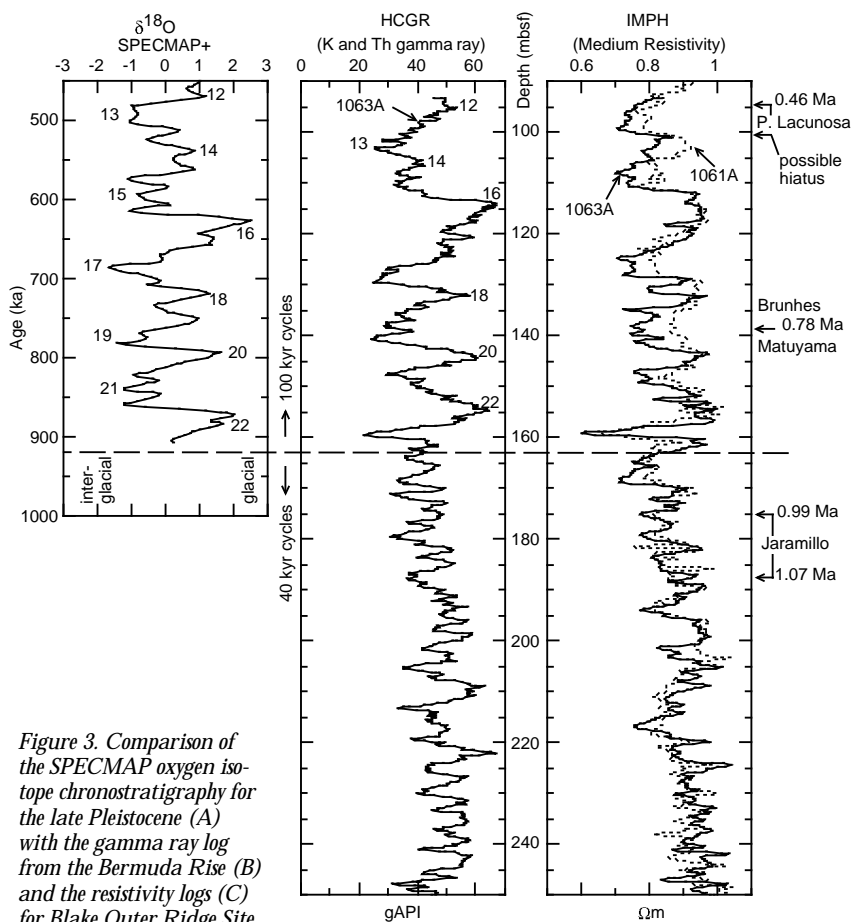 δ18O
SPECMAP+
-3 -2 -1 0 1 2 3
12
13
14
15
16
17
18
19
20
21
22
500
600
700
800
900
1000
Age (ka)
inter-
glacial
glacial
100 kyr cycles
40 kyr cycles
HCGR
(K and Th gamma ray)
0 20 40 60
1063A
12
13
14
16
18
20
22
gAPI
Depth (mbsf)
100
120
140
160
180
200
220
240
IMPH
(Medium Resistivity)
0.6 0.8 1
1061A
1063A
Ωm
0.46 Ma
P. Lacunosa
possible
hiatus
Brunhes
0.78 Ma
Matuyama
0.99 Ma
Jaramillo
1.07 Ma
Figure 3. Comparison of
the SPECMAP oxygen iso-
tope chronostratigraphy for
the late Pleistocene (A)
with the gamma ray log
from the Bermuda Rise (B)
and the resistivity logs (C)
for Blake Outer Ridge Site